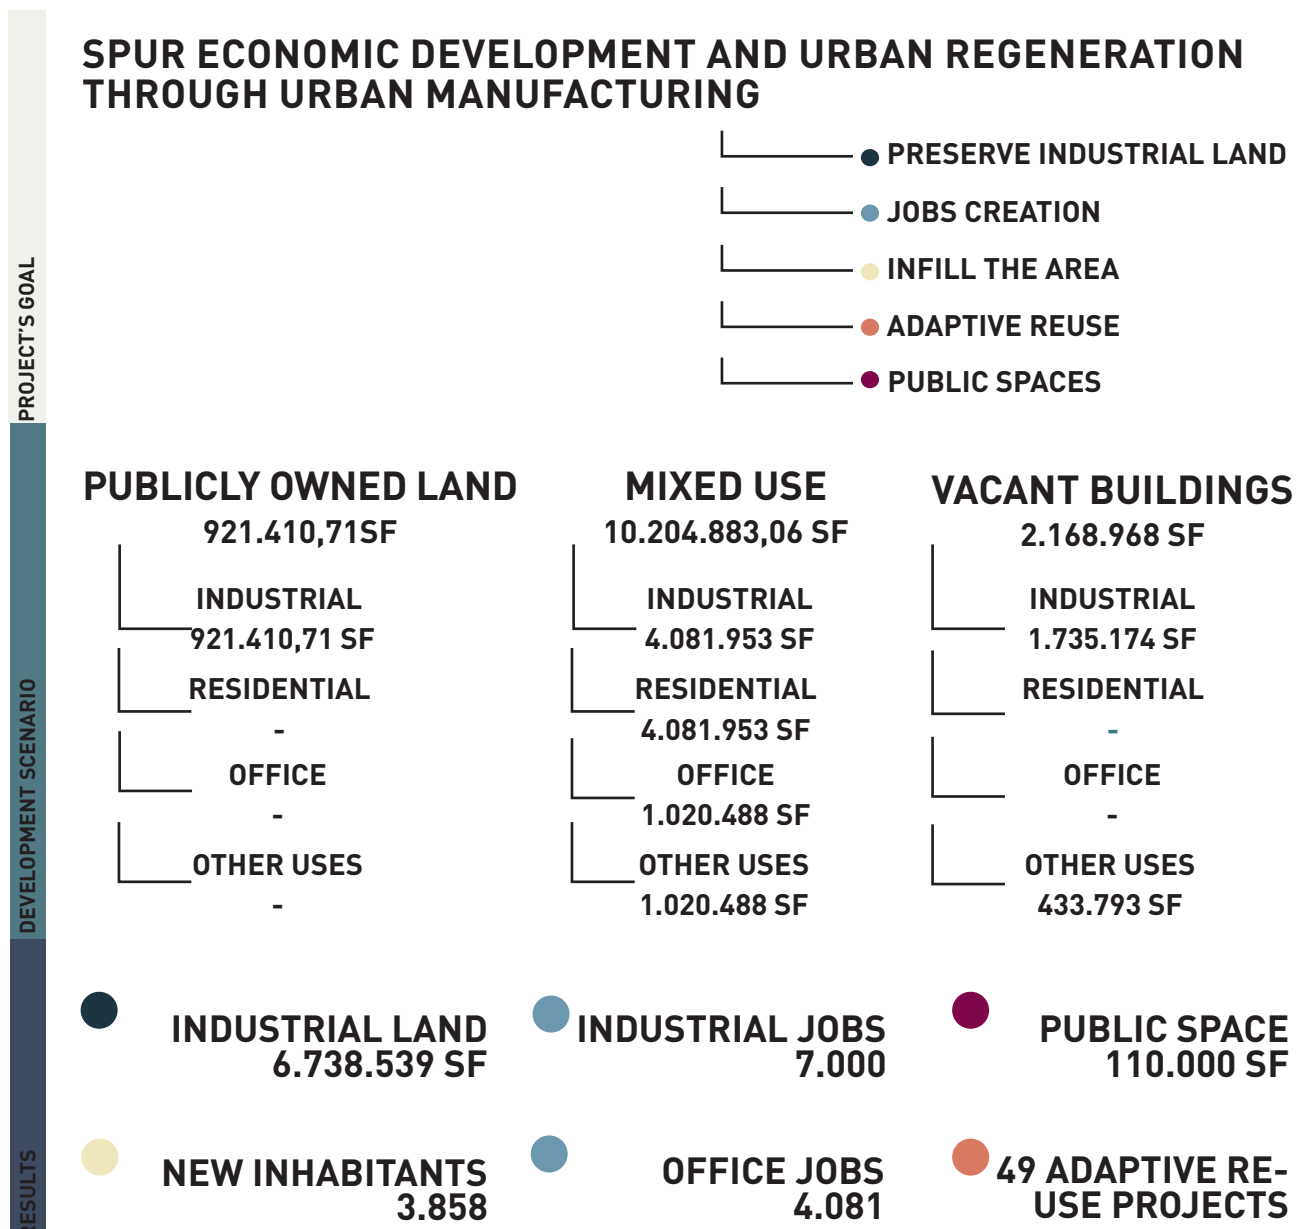 SPUR ECONOMIC DEVELOPMENT AND URBAN REGENERATION
THROUGH URBAN MANUFACTURING
PRESERVE INDUSTRIAL LAND
JOBS CREATION
INFILL THE AREA
ADAPTIVE REUSE
PUBLIC SPACES
PROJECT'S GOAL
PUBLICLY OWNED LAND
921.410,71SF
INDUSTRIAL
921.410,71 SF
RESIDENTIAL
-
OFFICE
-
OTHER USES
-
MIXED USE
10.204.883,06 SF
INDUSTRIAL
4.081.953 SF
RESIDENTIAL
4.081.953 SF
OFFICE
1.020.488 SF
OTHER USES
1.020.488 SF
VACANT BUILDINGS
2.168.968 SF
INDUSTRIAL
1.735.174 SF
RESIDENTIAL
-
OFFICE
-
OTHER USES
433.793 SF
DEVELOPMENT SCENARIO
INDUSTRIAL LAND
6.738.539 SF
INDUSTRIAL JOBS
7.000
PUBLIC SPACE
110.000 SF
NEW INHABITANTS
3.858
OFFICE JOBS
4.081
49 ADAPTIVE RE-
USE PROJECTS
RESULTS